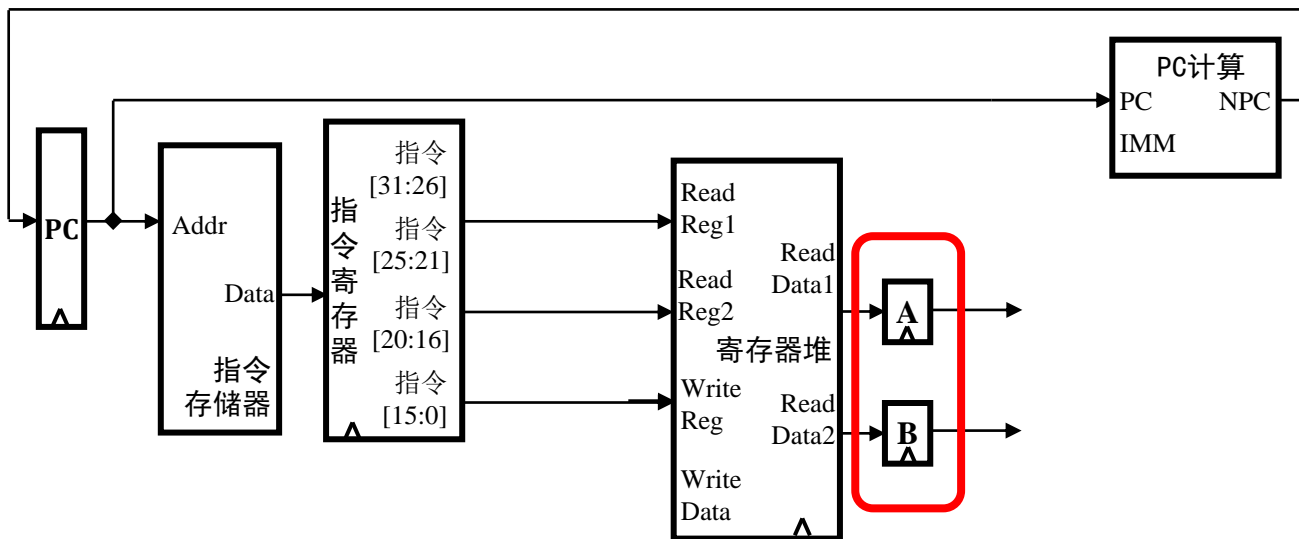 PC计算
PC NPC
IMM
PC
Addr
Data
指令
存储器
指令寄存器
指令
[31:26]
指令
[25:21]
指令
[20:16]
指令
[15:0]
Read
Reg1
Read
Reg2
Write
Reg
Write
Data
Read
Data1
寄存器堆
Read
Data2
A
B